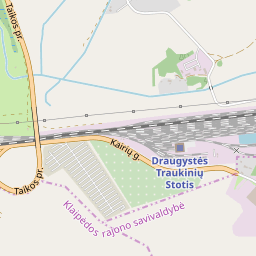 Taikos pr.
Kairių g.
Draugystės
Traukinių
Stotis
Taikos pr.
Klaipėdos rajono savivaldybė